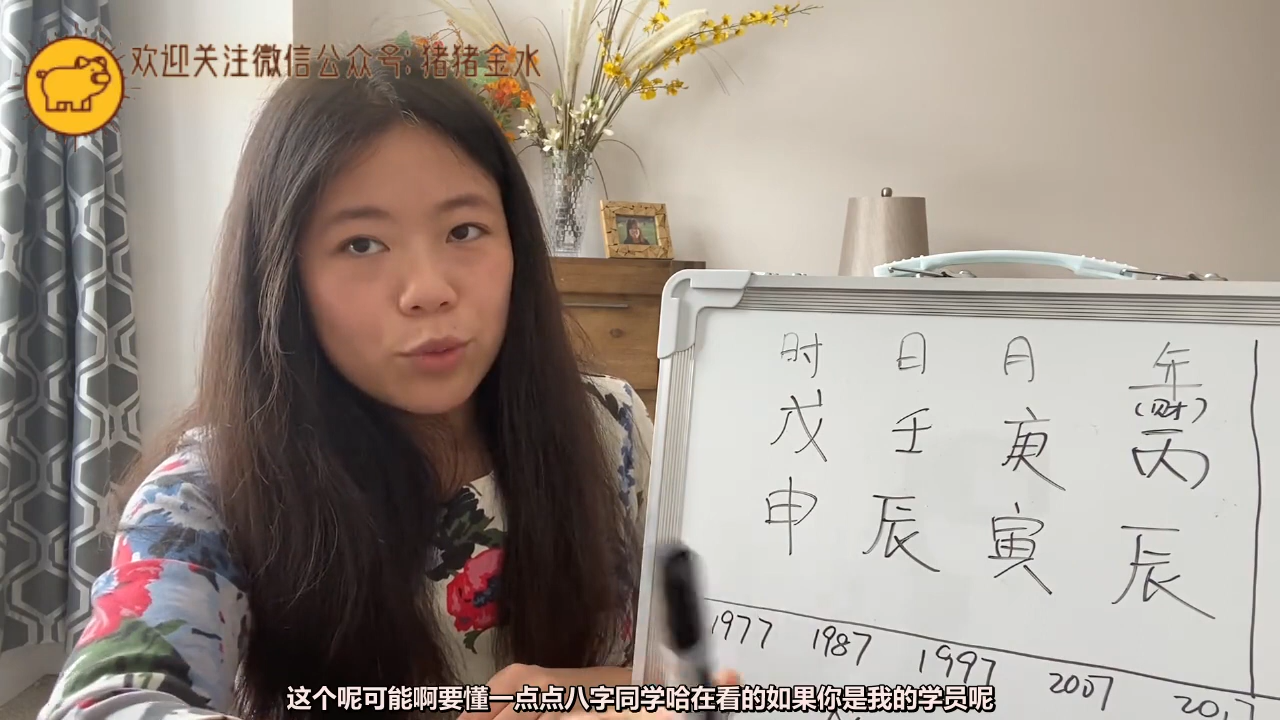 欢迎关注微信公众号:猪猪金水
时 日 月 年
(财)
戊 壬 庚 丙
申 辰 寅 辰
1977 1987 1997 2007 2017
这个呢可能啊要懂一点点八字同学哈在看的如果你是我的学员呢